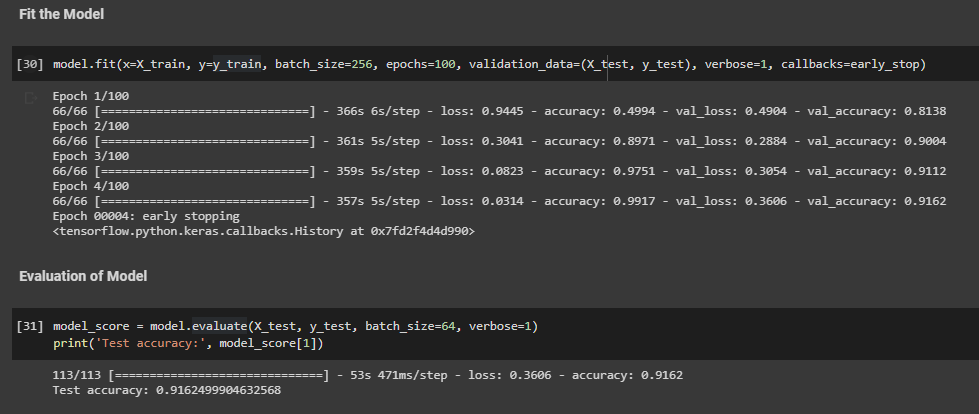 Fit the Model
[30] model.fit(x=X_train, y=y_train, batch_size=256, epochs=100, validation_data=(X_test, y_test), verbose=1, callbacks=early_stop)
Epoch 1/100
66/66 [==============================] - 366s 6s/step - loss: 0.9445 - accuracy: 0.4994 - val_loss: 0.4904 - val_accuracy: 0.8138
Epoch 2/100
66/66 [==============================] - 361s 5s/step - loss: 0.3041 - accuracy: 0.8971 - val_loss: 0.2884 - val_accuracy: 0.9004
Epoch 3/100
66/66 [==============================] - 359s 5s/step - loss: 0.0823 - accuracy: 0.9751 - val_loss: 0.3054 - val_accuracy: 0.9112
Epoch 4/100
66/66 [==============================] - 357s 5s/step - loss: 0.0314 - accuracy: 0.9917 - val_loss: 0.3606 - val_accuracy: 0.9162
Epoch 00004: early stopping
<tensorflow.python.keras.callbacks.History at 0x7fd2f4d4d990>
Evaluation of Model
[31] model_score = model.evaluate(X_test, y_test, batch_size=64, verbose=1)
print('Test accuracy:', model_score[1])
113/113 [==============================] - 53s 471ms/step - loss: 0.3606 - accuracy: 0.9162
Test accuracy: 0.9162499904632568